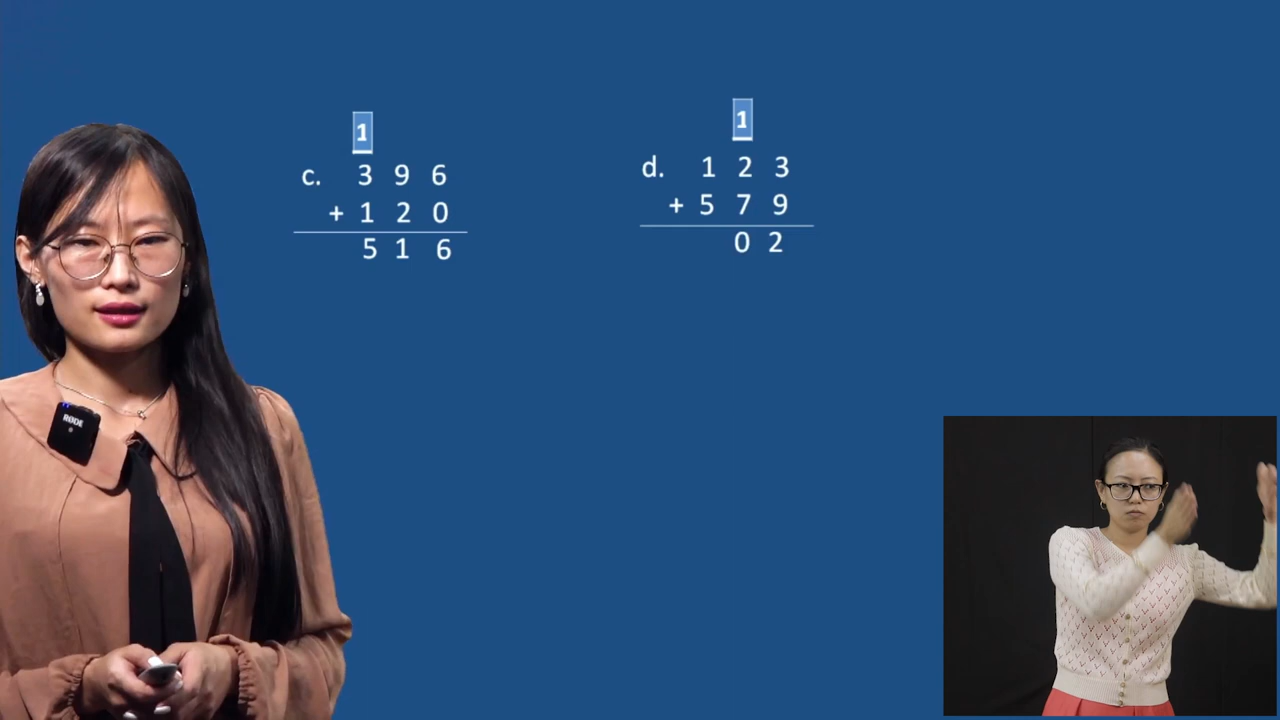 1
c. 3 9 6
+ 1 2 0
5 1 6
1
d. 1 2 3
+ 5 7 9
0 2
RØDE